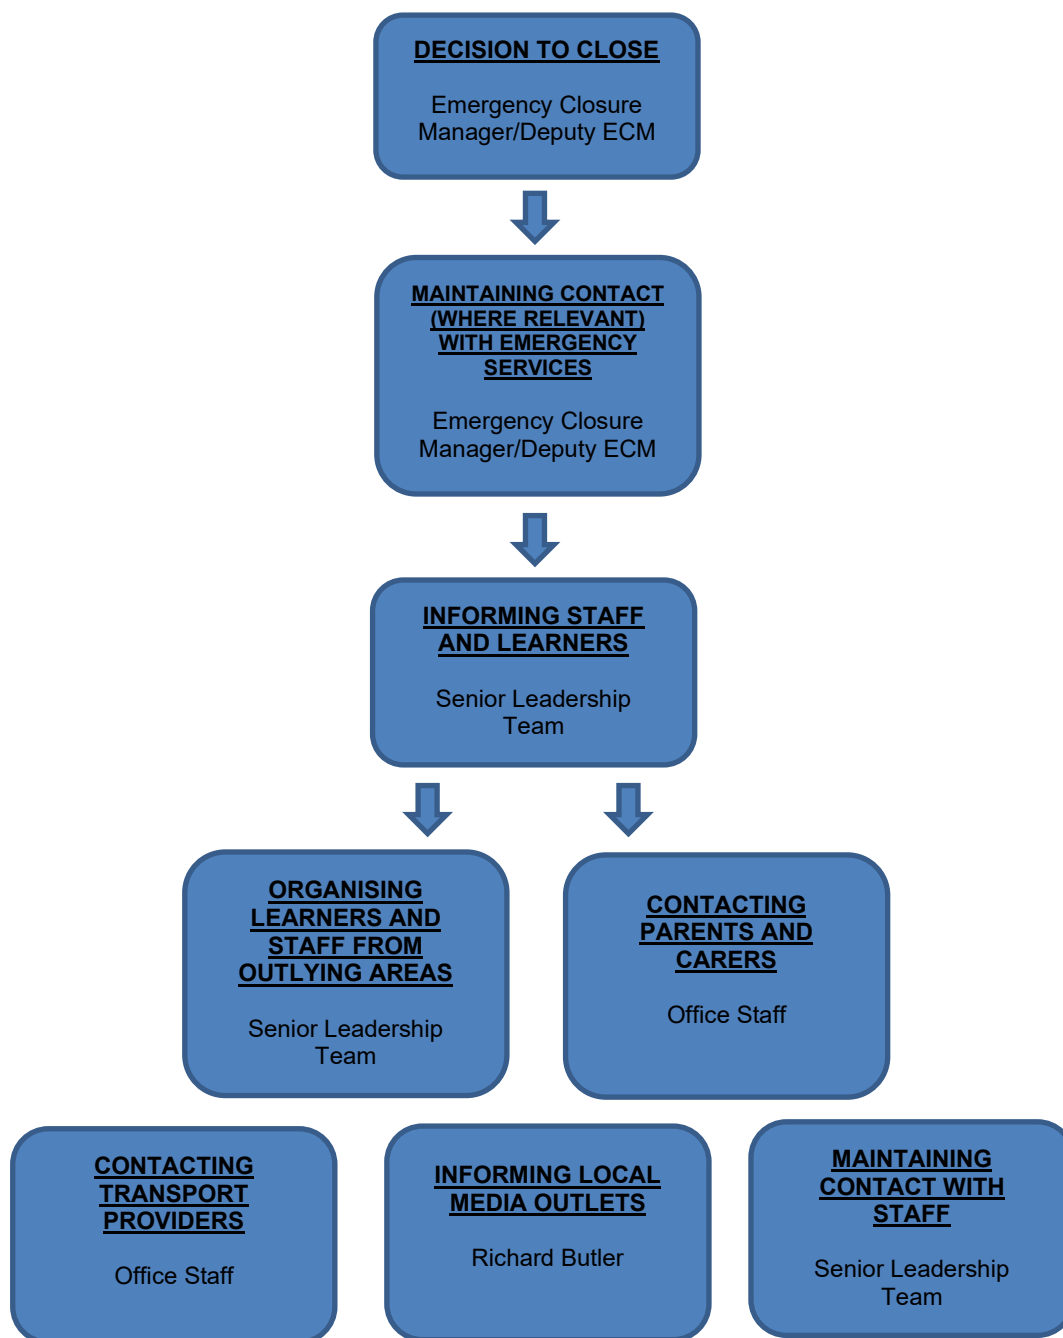 DECISION TO CLOSE
Emergency Closure
Manager/Deputy ECM
MAINTAINING CONTACT
(WHERE RELEVANT)
WITH EMERGENCY
SERVICES
Emergency Closure
Manager/Deputy ECM
INFORMING STAFF
AND LEARNERS
Senior Leadership
Team
ORGANISING
LEARNERS AND
STAFF FROM
OUTLYING AREAS
Senior Leadership
Team
CONTACTING
PARENTS AND
CARERS
Office Staff
CONTACTING
TRANSPORT
PROVIDERS
Office Staff
INFORMING LOCAL
MEDIA OUTLETS
Richard Butler
MAINTAINING
CONTACT WITH
STAFF
Senior Leadership
Team